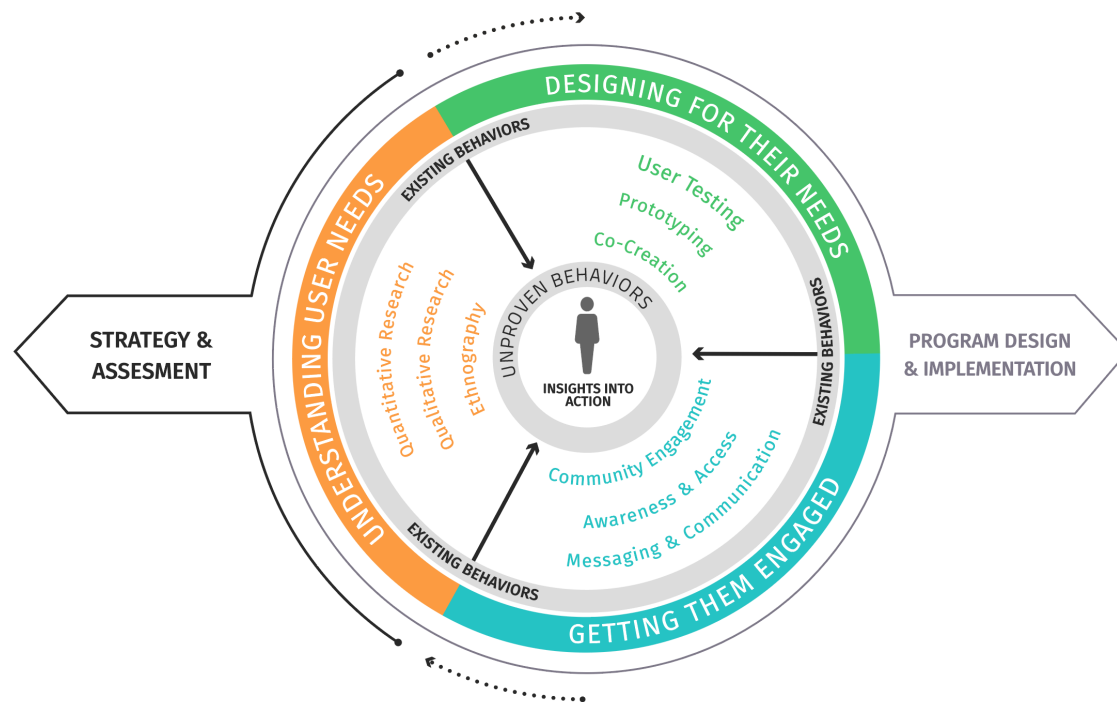 DESIGNING FOR THEIR NEEDS
EXISTING BEHAVIORS
User Testing
Prototyping
Co-Creation
UNDERSTANDING USER NEEDS
Quantitative Research
Qualitative Research
Ethnography
UNPROVEN BEHAVIORS
INSIGHTS INTO
ACTION
EXISTING BEHAVIORS
STRATEGY &
ASSESMENT
PROGRAM DESIGN
& IMPLEMENTATION
Community Engagement
Awareness & Access
Messaging & Communication
EXISTING BEHAVIORS
GETTING THEM ENGAGED